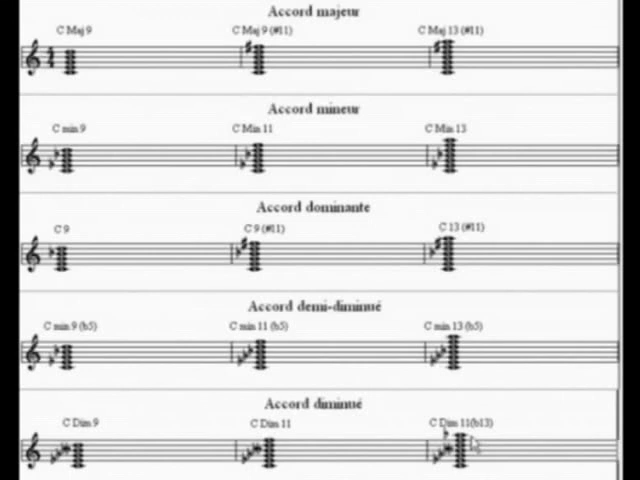 Accord majeur
C Maj 9 C Maj 9 (#11) C Maj 13 (#11)
4
4
Accord mineur
C min 9 C Min 11 C Min 13
Accord dominante
C 9 C 9 (#11) C 13 (#11)
Accord demi-diminué
C min 9 (b5) C min 11 (b5) C min 13 (b5)
Accord diminué
C Dim 9 C Dim 11 C Dim 11(b13)